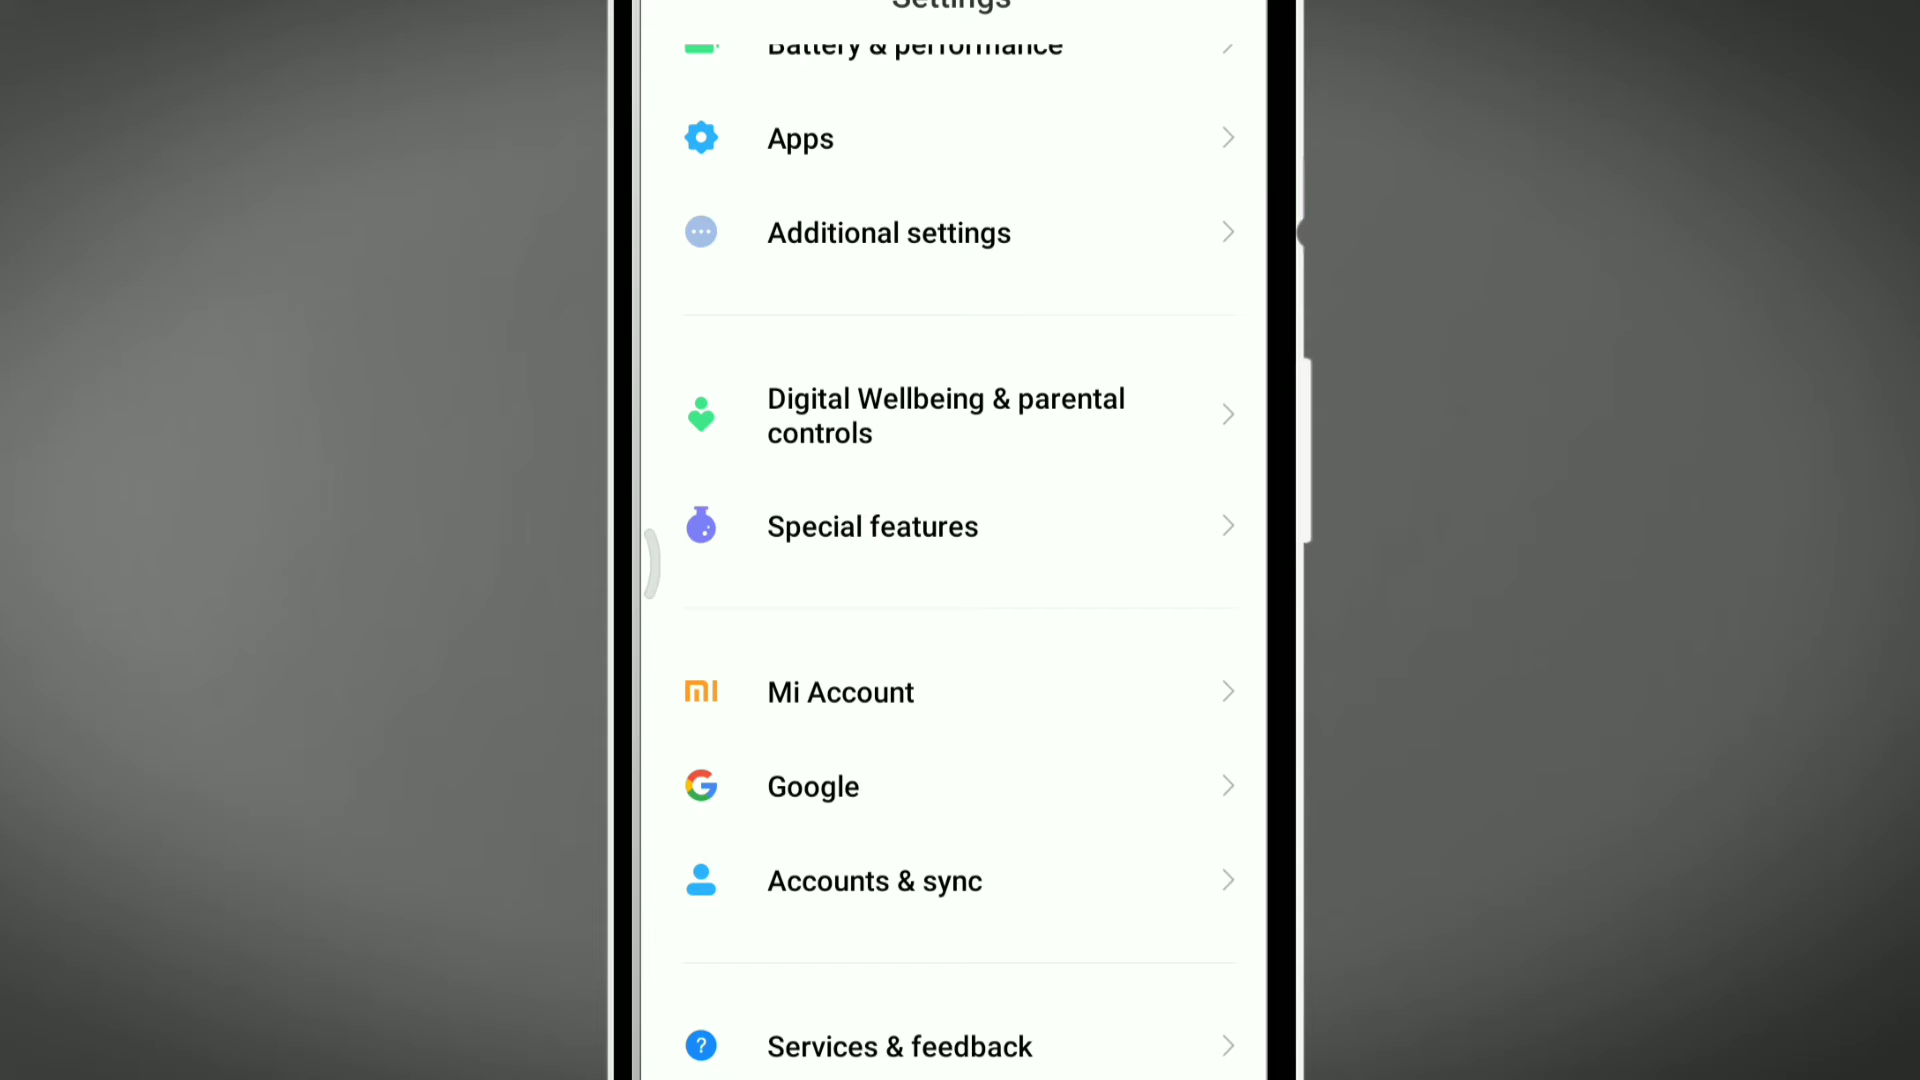 Settings
Battery & performance
Apps
Additional settings
Digital Wellbeing & parental
controls
Special features
Mi Account
Google
Accounts & sync
Services & feedback